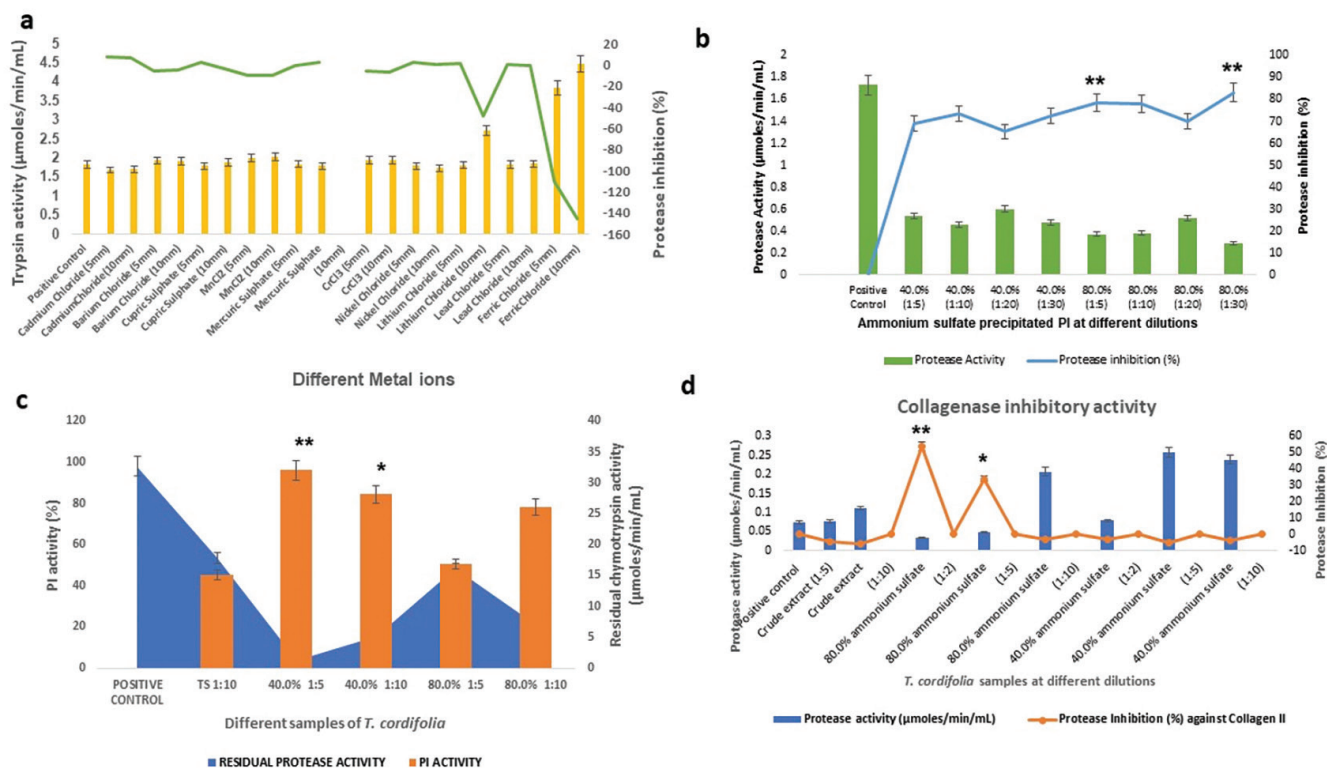 a
Trypsin activity (µmoles/min/mL)
5
4.5
4
3.5
3
2.5
2
1.5
1
0.5
0
20
0
-20
-40
-60
-80
-100
-120
-140
-160
Protease inhibition (%)
Positive Control
Cadmium Chloride (5mm)
CadmiumChloride (10mm)
Barium Chloride (5mm)
Barium Chloride (10mm)
Cupric Sulphate (5mm)
Cupric Sulphate (10mm)
MnCl2 (5mm)
MnCl2 (10mm)
Mercuric Sulphate (5mm)
Mercuric Sulphate
(10mm)
CrCl3 (5mm)
CrCl3 (10mm)
Nickel Chloride (5mm)
Nickel Chloride (10mm)
Lithium Chloride (5mm)
Lithium Chloride (10mm)
Lead Chloride (5mm)
Lead Chloride (10mm)
Ferric Chloride (5mm)
FerricChloride (10mm)
Different Metal ions
b
Protease Activity (µmoles/min/mL)
2
1.8
1.6
1.4
1.2
1
0.8
0.6
0.4
0.2
0
**
**
100
90
80
70
60
50
40
30
20
10
0
Protease inhibition (%)
Positive Control
40.0% (1:5)
40.0% (1:10)
40.0% (1:20)
40.0% (1:30)
80.0% (1:5)
80.0% (1:10)
80.0% (1:20)
80.0% (1:30)
Ammonium sulfate precipitated PI at different dilutions
Protease Activity
Protease inhibition (%)
c
PI activity (%)
120
100
80
60
40
20
0
**
*
40
35
30
25
20
15
10
5
0
Residual chymotrypsin activity
(µmoles/min/mL)
POSITIVE CONTROL
TS 1:10
40.0% 1:5
40.0% 1:10
80.0% 1:5
80.0% 1:10
Different samples of T. cordifolia
RESIDUAL PROTEASE ACTIVITY
PI ACTIVITY
d
Collagenase inhibitory activity
Protgease activity (µmoles/min/mL)
0.3
0.25
0.2
0.15
0.1
0.05
0
**
*
60
50
40
30
20
10
0
-10
Protease Inhibition (%)
Positive control
Crude extract (1:5)
Crude extract
(1:10)
80.0% ammonium sulfate
(1:2)
80.0% ammonium sulfate
(1:5)
80.0% ammonium sulfate
(1:10)
40.0% ammonium sulfate
(1:2)
40.0% ammonium sulfate
(1:5)
40.0% ammonium sulfate
(1:10)
T. cordifolia samples at different dilutions
Protease activity (µmoles/min/mL)
Protease Inhibition (%) against Collagen II